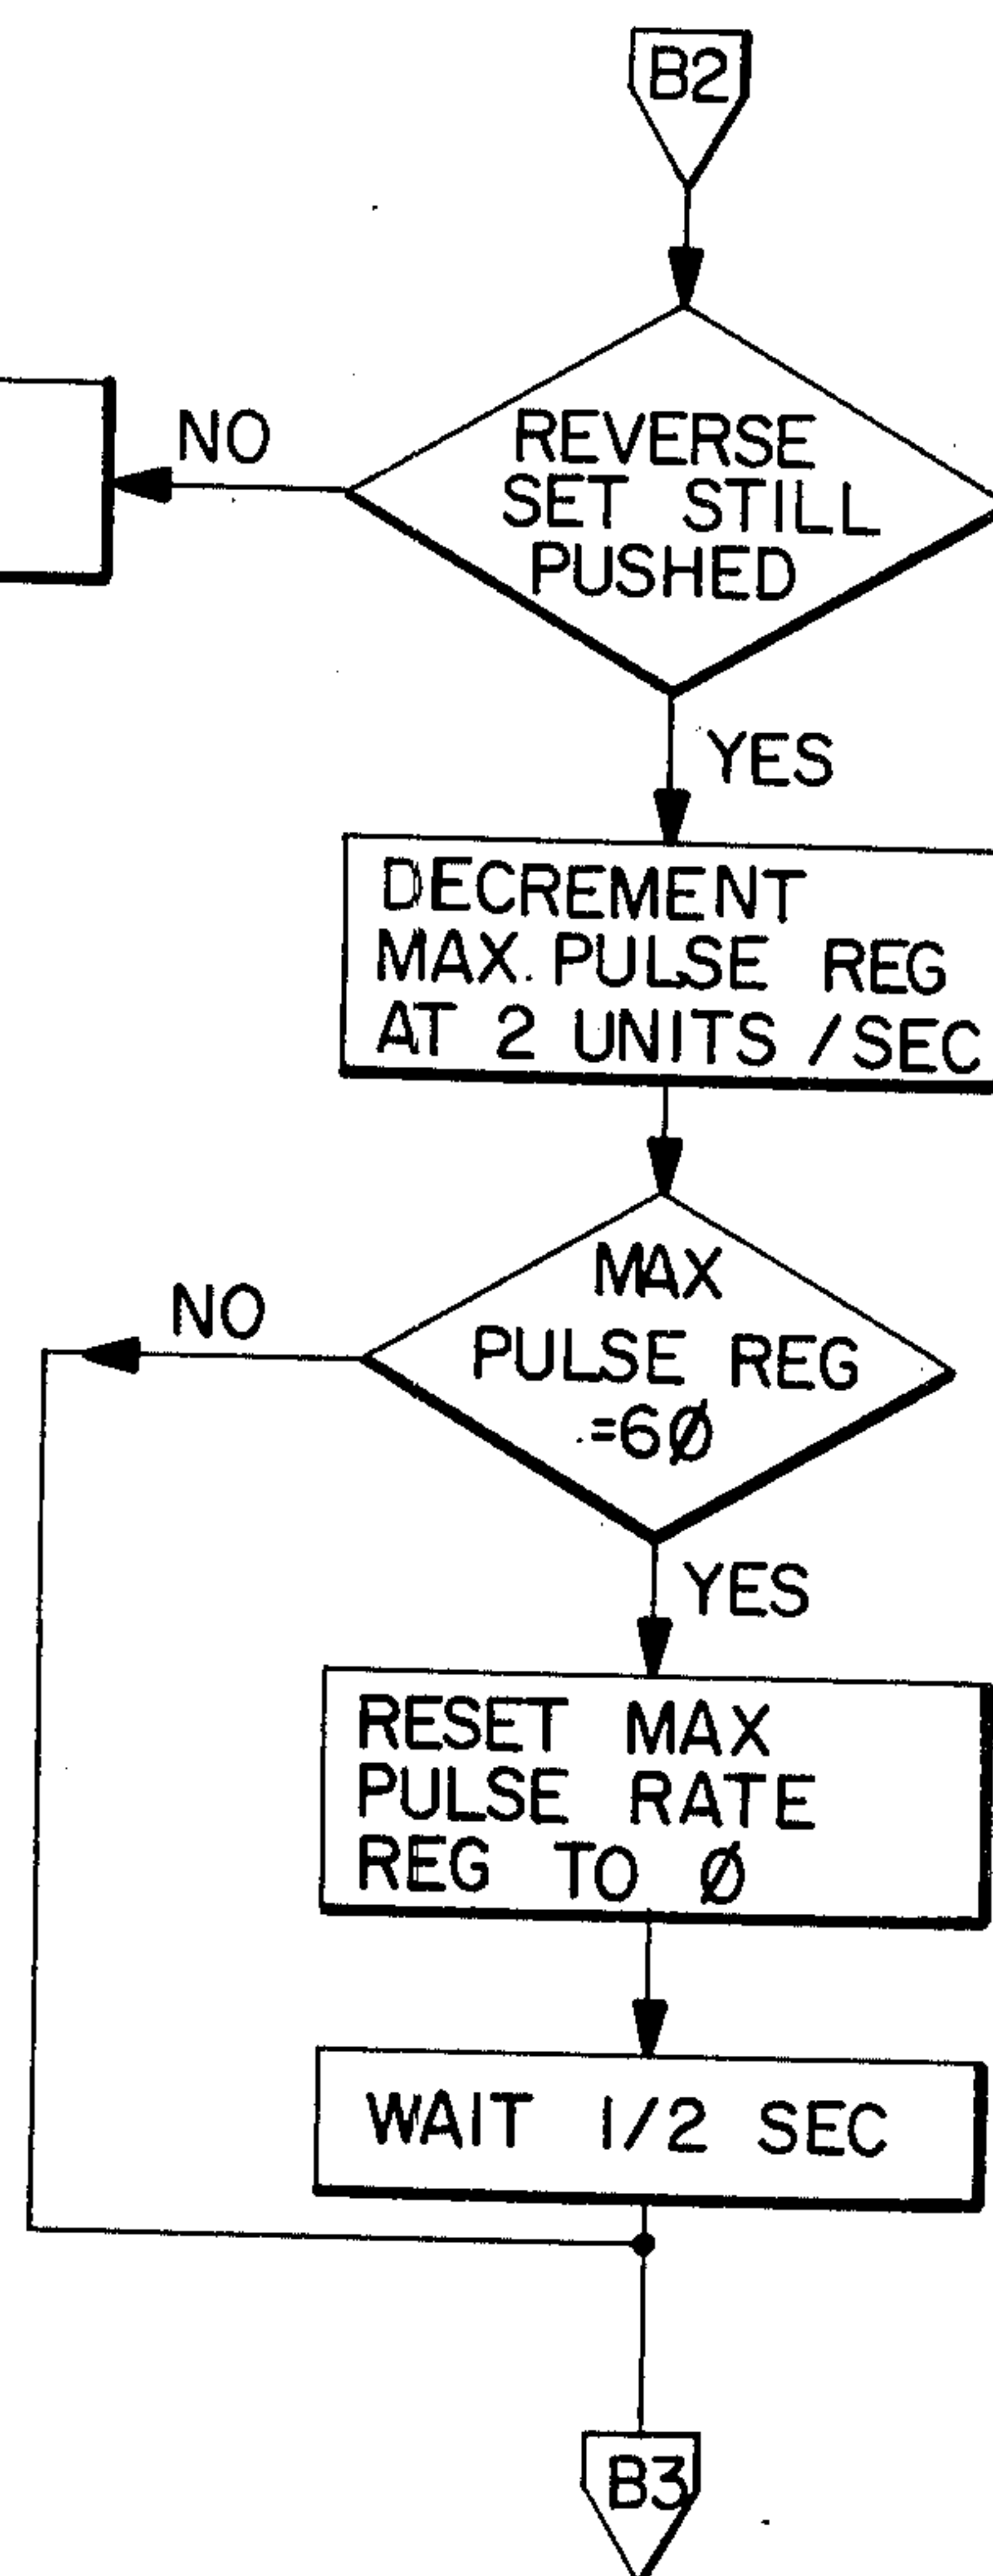 B2
NO
REVERSE
SET STILL
PUSHED
YES
DECREMENT
MAX. PULSE REG
AT 2 UNITS /SEC
NO
MAX
PULSE REG
=6Ø
YES
RESET MAX
PULSE RATE
REG TO Ø
WAIT 1/2 SEC
B3